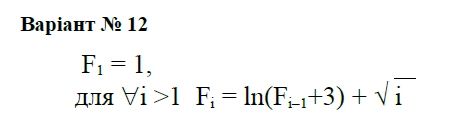 Варіант № 12
F₁ = 1,
для ∀i >1 Fᵢ = ln(Fᵢ₋₁+3) + √i